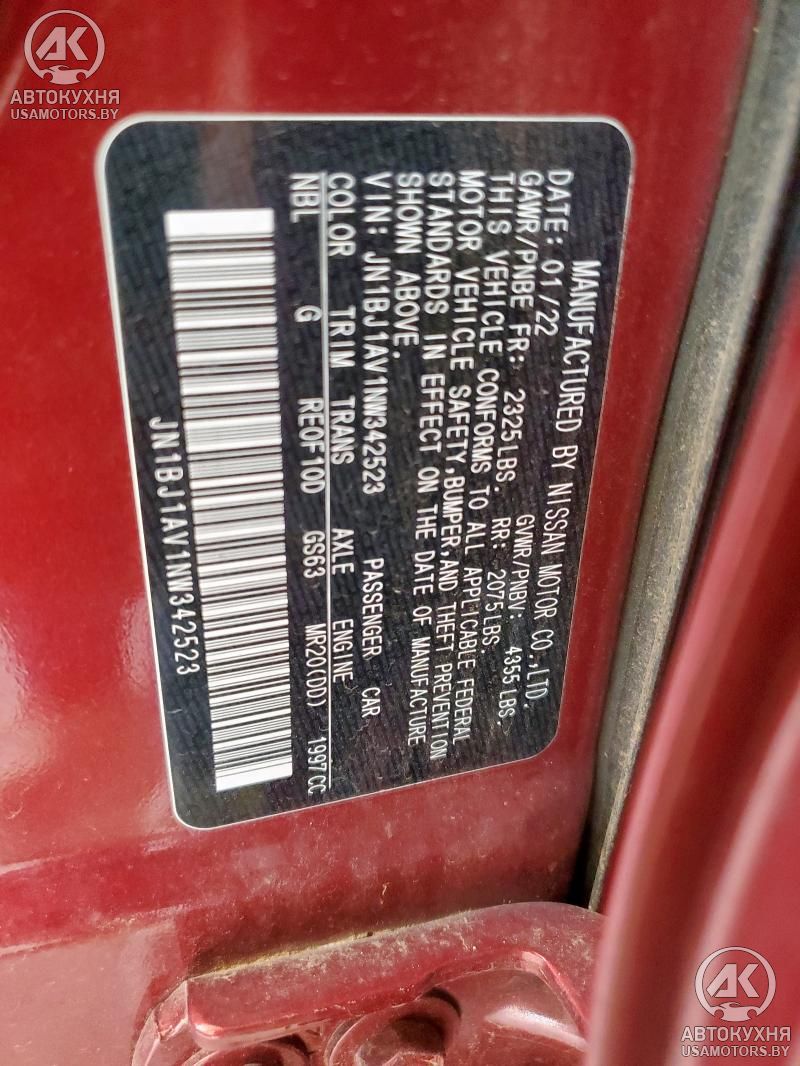 AK
АВТОКУХНЯ
USAMOTORS.BY
MANUFACTURED BY NISSAN MOTOR CO.,LTD.
DATE: 01/22 GVWR/PNBV: 4355 LBS.
GAWR/PNBE FR: 2325 LBS. RR: 2075 LBS.
THIS VEHICLE CONFORMS TO ALL APPLICABLE FEDERAL
MOTOR VEHICLE SAFETY, BUMPER, AND THEFT PREVENTION
STANDARDS IN EFFECT ON THE DATE OF MANUFACTURE
SHOWN ABOVE.
VIN: JN1BJ1AV1NW342523 PASSENGER CAR
COLOR TRIM TRANS AXLE ENGINE
NBL G RE0F10D GS63 MR20(DD) 1997CC
JN1BJ1AV1NW342523
AK
АВТОКУХНЯ
USAMOTORS.BY